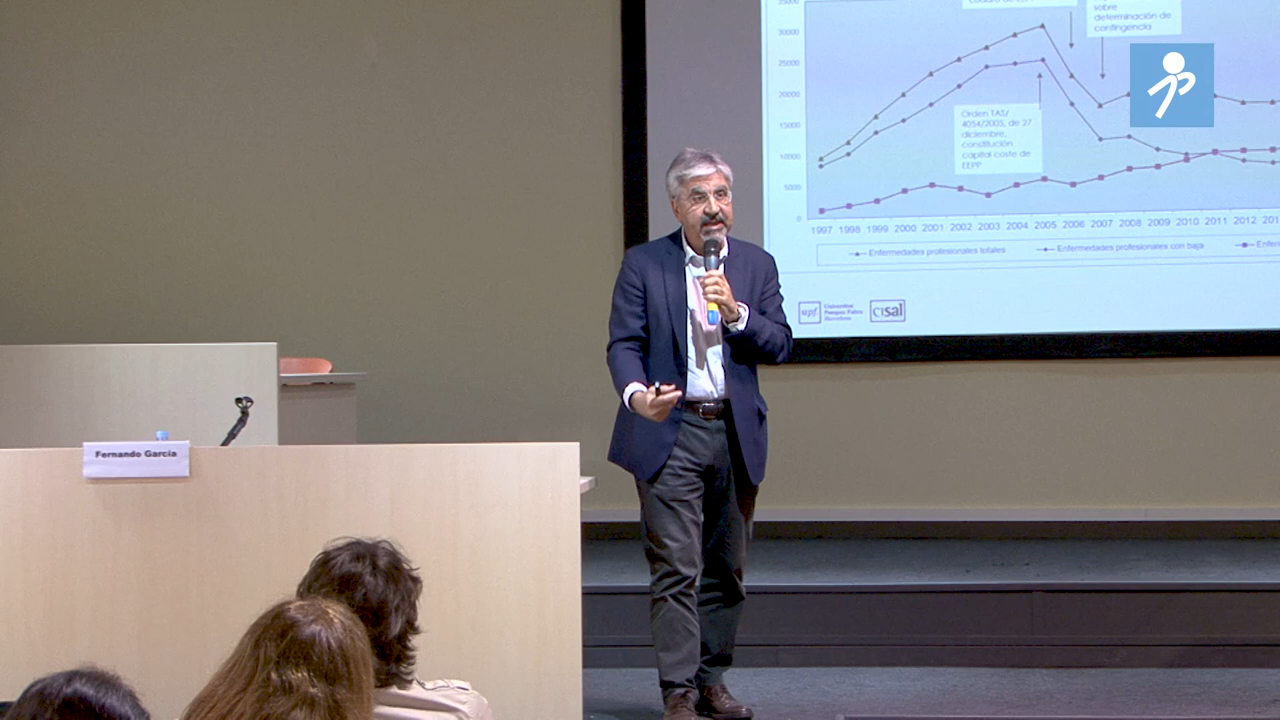 sobre
determinación de
contingencia
35000
30000
25000
20000
15000
10000
5000
0
Orden TAS/
4054/2005, de 27
diciembre,
constitución
capital coste de
EEPP
1997 1998 1999 2000 2001 2002 2003 2004 2005 2006 2007 2008 2009 2010 2011 2012
Enfermedades profesionales totales
Enfermedades profesionales con baja
upf.
Universitat
Pompeu Fabra
Barcelona
cisal
Fernando García